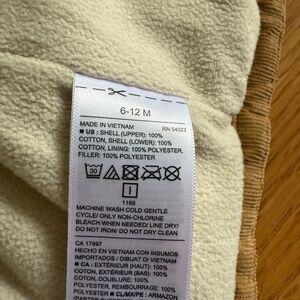 6-12 M
MADE IN VIETNAM RN 54023
■ US : SHELL (UPPER): 100%
COTTON, SHELL (LOWER): 100%
COTTON, LINING: 100% POLYESTER,
FILLER: 100% POLYESTER
30
I
1166
MACHINE WASH COLD GENTLE
CYCLE/ ONLY NON-CHLORINE
BLEACH WHEN NEEDED/ LINE DRY/
DO NOT IRON/ DO NOT DRY CLEAN
CA 17897
HECHO EN VIETNAM CON INSUMOS
IMPORTADOS / DIBUAT DI VIETNAM
■ CA : EXTÉRIEUR (HAUT): 100%
COTON, EXTÉRIEUR (BAS): 100%
COTON, DOUBLURE: 100%
POLYESTER, REMBOURRAGE: 100%
POLYESTER ■ CL/MX/PE : ARMAZON